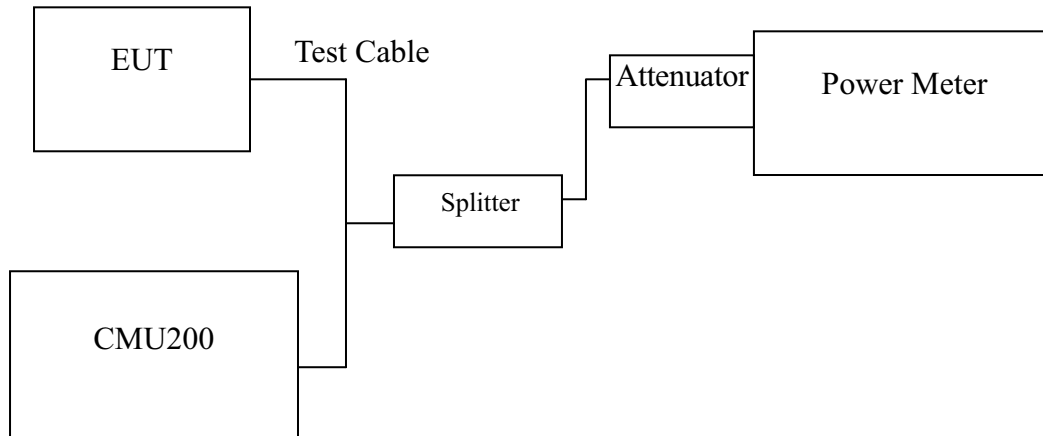 EUT
Test Cable
Attenuator
Power Meter
Splitter
CMU200